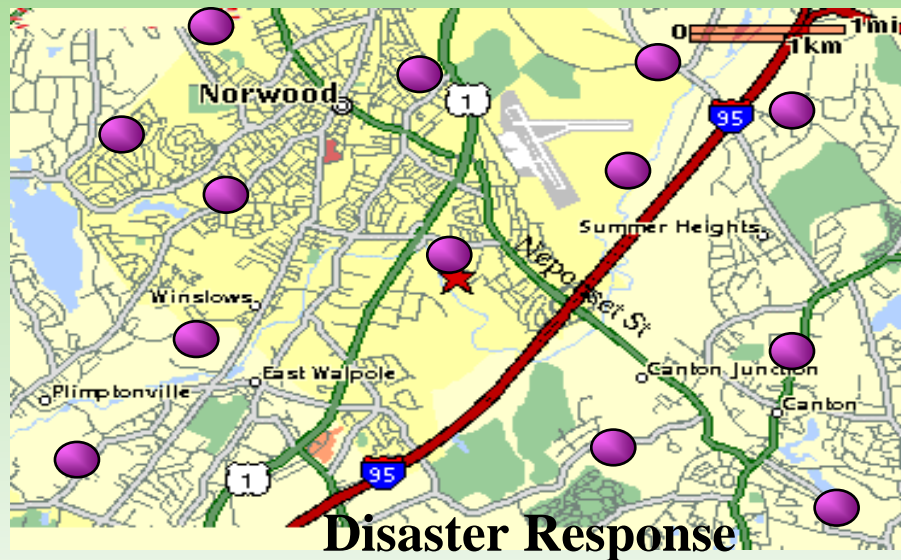 0
1mi
1km
Norwood
1
95
Summer Heights
Neponset St
Winslows
East Walpole
Plimptonville
Canton Junction
Canton
1
95
Disaster Response